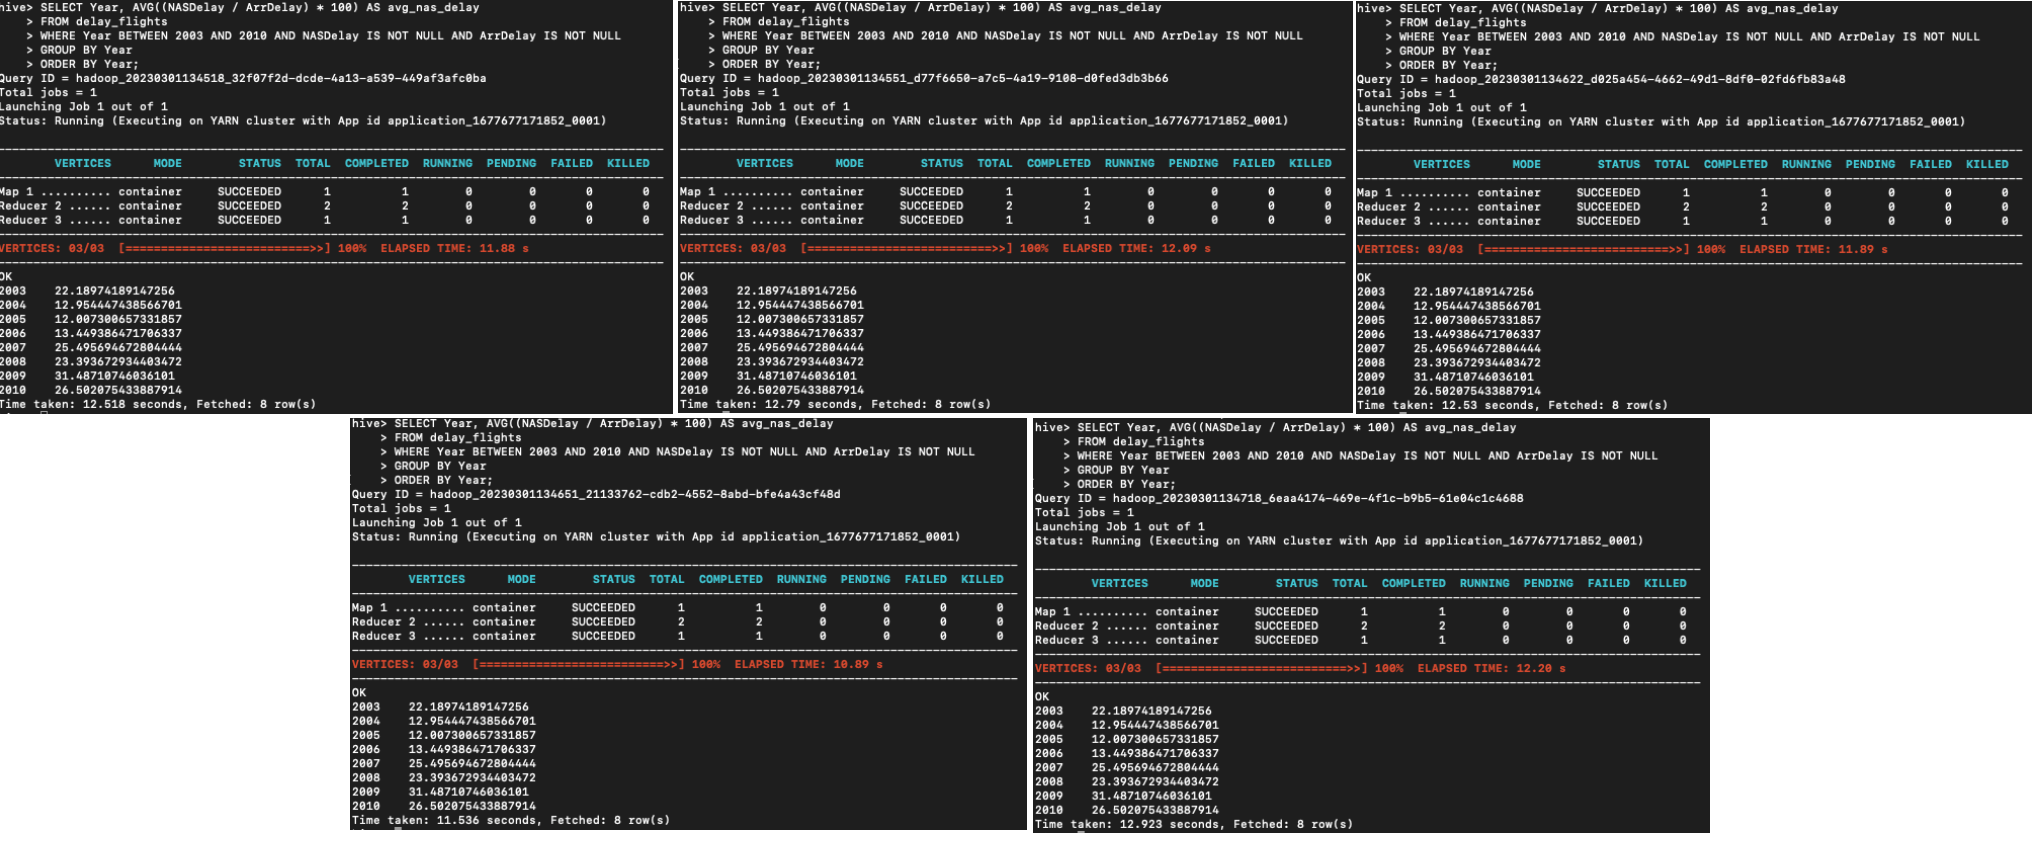 hive> SELECT Year, AVG((NASDelay / ArrDelay) * 100) AS avg_nas_delay
> FROM delay_flights
> WHERE Year BETWEEN 2003 AND 2010 AND NASDelay IS NOT NULL AND ArrDelay IS NOT NULL
> GROUP BY Year
> ORDER BY Year;
Query ID = hadoop_20230301134518_32f07f2d-dcde-4a13-a539-449af3afc0ba
Total jobs = 1
Launching Job 1 out of 1
Status: Running (Executing on YARN cluster with App id application_1677677171852_0001)
VERTICES MODE STATUS TOTAL COMPLETED RUNNING PENDING FAILED KILLED
Map 1 .......... container SUCCEEDED 1 1 0 0 0 0
Reducer 2 ...... container SUCCEEDED 2 2 0 0 0 0
Reducer 3 ...... container SUCCEEDED 1 1 0 0 0 0
VERTICES: 03/03 [==========================>>] 100% ELAPSED TIME: 11.88 s
OK
2003 22.18974189147256
2004 12.954447438566701
2005 12.007300657331857
2006 13.449386471706337
2007 25.495694672804444
2008 23.393672934403472
2009 31.48710746036101
2010 26.502075433887914
Time taken: 12.518 seconds, Fetched: 8 row(s)
hive> SELECT Year, AVG((NASDelay / ArrDelay) * 100) AS avg_nas_delay
> FROM delay_flights
> WHERE Year BETWEEN 2003 AND 2010 AND NASDelay IS NOT NULL AND ArrDelay IS NOT NULL
> GROUP BY Year
> ORDER BY Year;
Query ID = hadoop_20230301134551_d77f6650-a7c5-4a19-9108-d0fed3db3b66
Total jobs = 1
Launching Job 1 out of 1
Status: Running (Executing on YARN cluster with App id application_1677677171852_0001)
VERTICES MODE STATUS TOTAL COMPLETED RUNNING PENDING FAILED KILLED
Map 1 .......... container SUCCEEDED 1 1 0 0 0 0
Reducer 2 ...... container SUCCEEDED 2 2 0 0 0 0
Reducer 3 ...... container SUCCEEDED 1 1 0 0 0 0
VERTICES: 03/03 [==========================>>] 100% ELAPSED TIME: 12.09 s
OK
2003 22.18974189147256
2004 12.954447438566701
2005 12.007300657331857
2006 13.449386471706337
2007 25.495694672804444
2008 23.393672934403472
2009 31.48710746036101
2010 26.502075433887914
Time taken: 12.79 seconds, Fetched: 8 row(s)
hive> SELECT Year, AVG((NASDelay / ArrDelay) * 100) AS avg_nas_delay
> FROM delay_flights
> WHERE Year BETWEEN 2003 AND 2010 AND NASDelay IS NOT NULL AND ArrDelay IS NOT NULL
> GROUP BY Year
> ORDER BY Year;
Query ID = hadoop_20230301134622_d025a454-4662-49d1-8df0-02fd6fb83a48
Total jobs = 1
Launching Job 1 out of 1
Status: Running (Executing on YARN cluster with App id application_1677677171852_0001)
VERTICES MODE STATUS TOTAL COMPLETED RUNNING PENDING FAILED KILLED
Map 1 .......... container SUCCEEDED 1 1 0 0 0 0
Reducer 2 ...... container SUCCEEDED 2 2 0 0 0 0
Reducer 3 ...... container SUCCEEDED 1 1 0 0 0 0
VERTICES: 03/03 [==========================>>] 100% ELAPSED TIME: 11.89 s
OK
2003 22.18974189147256
2004 12.954447438566701
2005 12.007300657331857
2006 13.449386471706337
2007 25.495694672804444
2008 23.393672934403472
2009 31.48710746036101
2010 26.502075433887914
Time taken: 12.53 seconds, Fetched: 8 row(s)
hive> SELECT Year, AVG((NASDelay / ArrDelay) * 100) AS avg_nas_delay
> FROM delay_flights
> WHERE Year BETWEEN 2003 AND 2010 AND NASDelay IS NOT NULL AND ArrDelay IS NOT NULL
> GROUP BY Year
> ORDER BY Year;
Query ID = hadoop_20230301134651_21133762-cdb2-4552-8abd-bfe4a43cf48d
Total jobs = 1
Launching Job 1 out of 1
Status: Running (Executing on YARN cluster with App id application_1677677171852_0001)
VERTICES MODE STATUS TOTAL COMPLETED RUNNING PENDING FAILED KILLED
Map 1 .......... container SUCCEEDED 1 1 0 0 0 0
Reducer 2 ...... container SUCCEEDED 2 2 0 0 0 0
Reducer 3 ...... container SUCCEEDED 1 1 0 0 0 0
VERTICES: 03/03 [==========================>>] 100% ELAPSED TIME: 10.89 s
OK
2003 22.18974189147256
2004 12.954447438566701
2005 12.007300657331857
2006 13.449386471706337
2007 25.495694672804444
2008 23.393672934403472
2009 31.48710746036101
2010 26.502075433887914
Time taken: 11.536 seconds, Fetched: 8 row(s)
hive> SELECT Year, AVG((NASDelay / ArrDelay) * 100) AS avg_nas_delay
> FROM delay_flights
> WHERE Year BETWEEN 2003 AND 2010 AND NASDelay IS NOT NULL AND ArrDelay IS NOT NULL
> GROUP BY Year
> ORDER BY Year;
Query ID = hadoop_20230301134718_6eaa4174-469e-4f1c-b9b5-61e04c1c4688
Total jobs = 1
Launching Job 1 out of 1
Status: Running (Executing on YARN cluster with App id application_1677677171852_0001)
VERTICES MODE STATUS TOTAL COMPLETED RUNNING PENDING FAILED KILLED
Map 1 .......... container SUCCEEDED 1 1 0 0 0 0
Reducer 2 ...... container SUCCEEDED 2 2 0 0 0 0
Reducer 3 ...... container SUCCEEDED 1 1 0 0 0 0
VERTICES: 03/03 [==========================>>] 100% ELAPSED TIME: 12.20 s
OK
2003 22.18974189147256
2004 12.954447438566701
2005 12.007300657331857
2006 13.449386471706337
2007 25.495694672804444
2008 23.393672934403472
2009 31.48710746036101
2010 26.502075433887914
Time taken: 12.923 seconds, Fetched: 8 row(s)